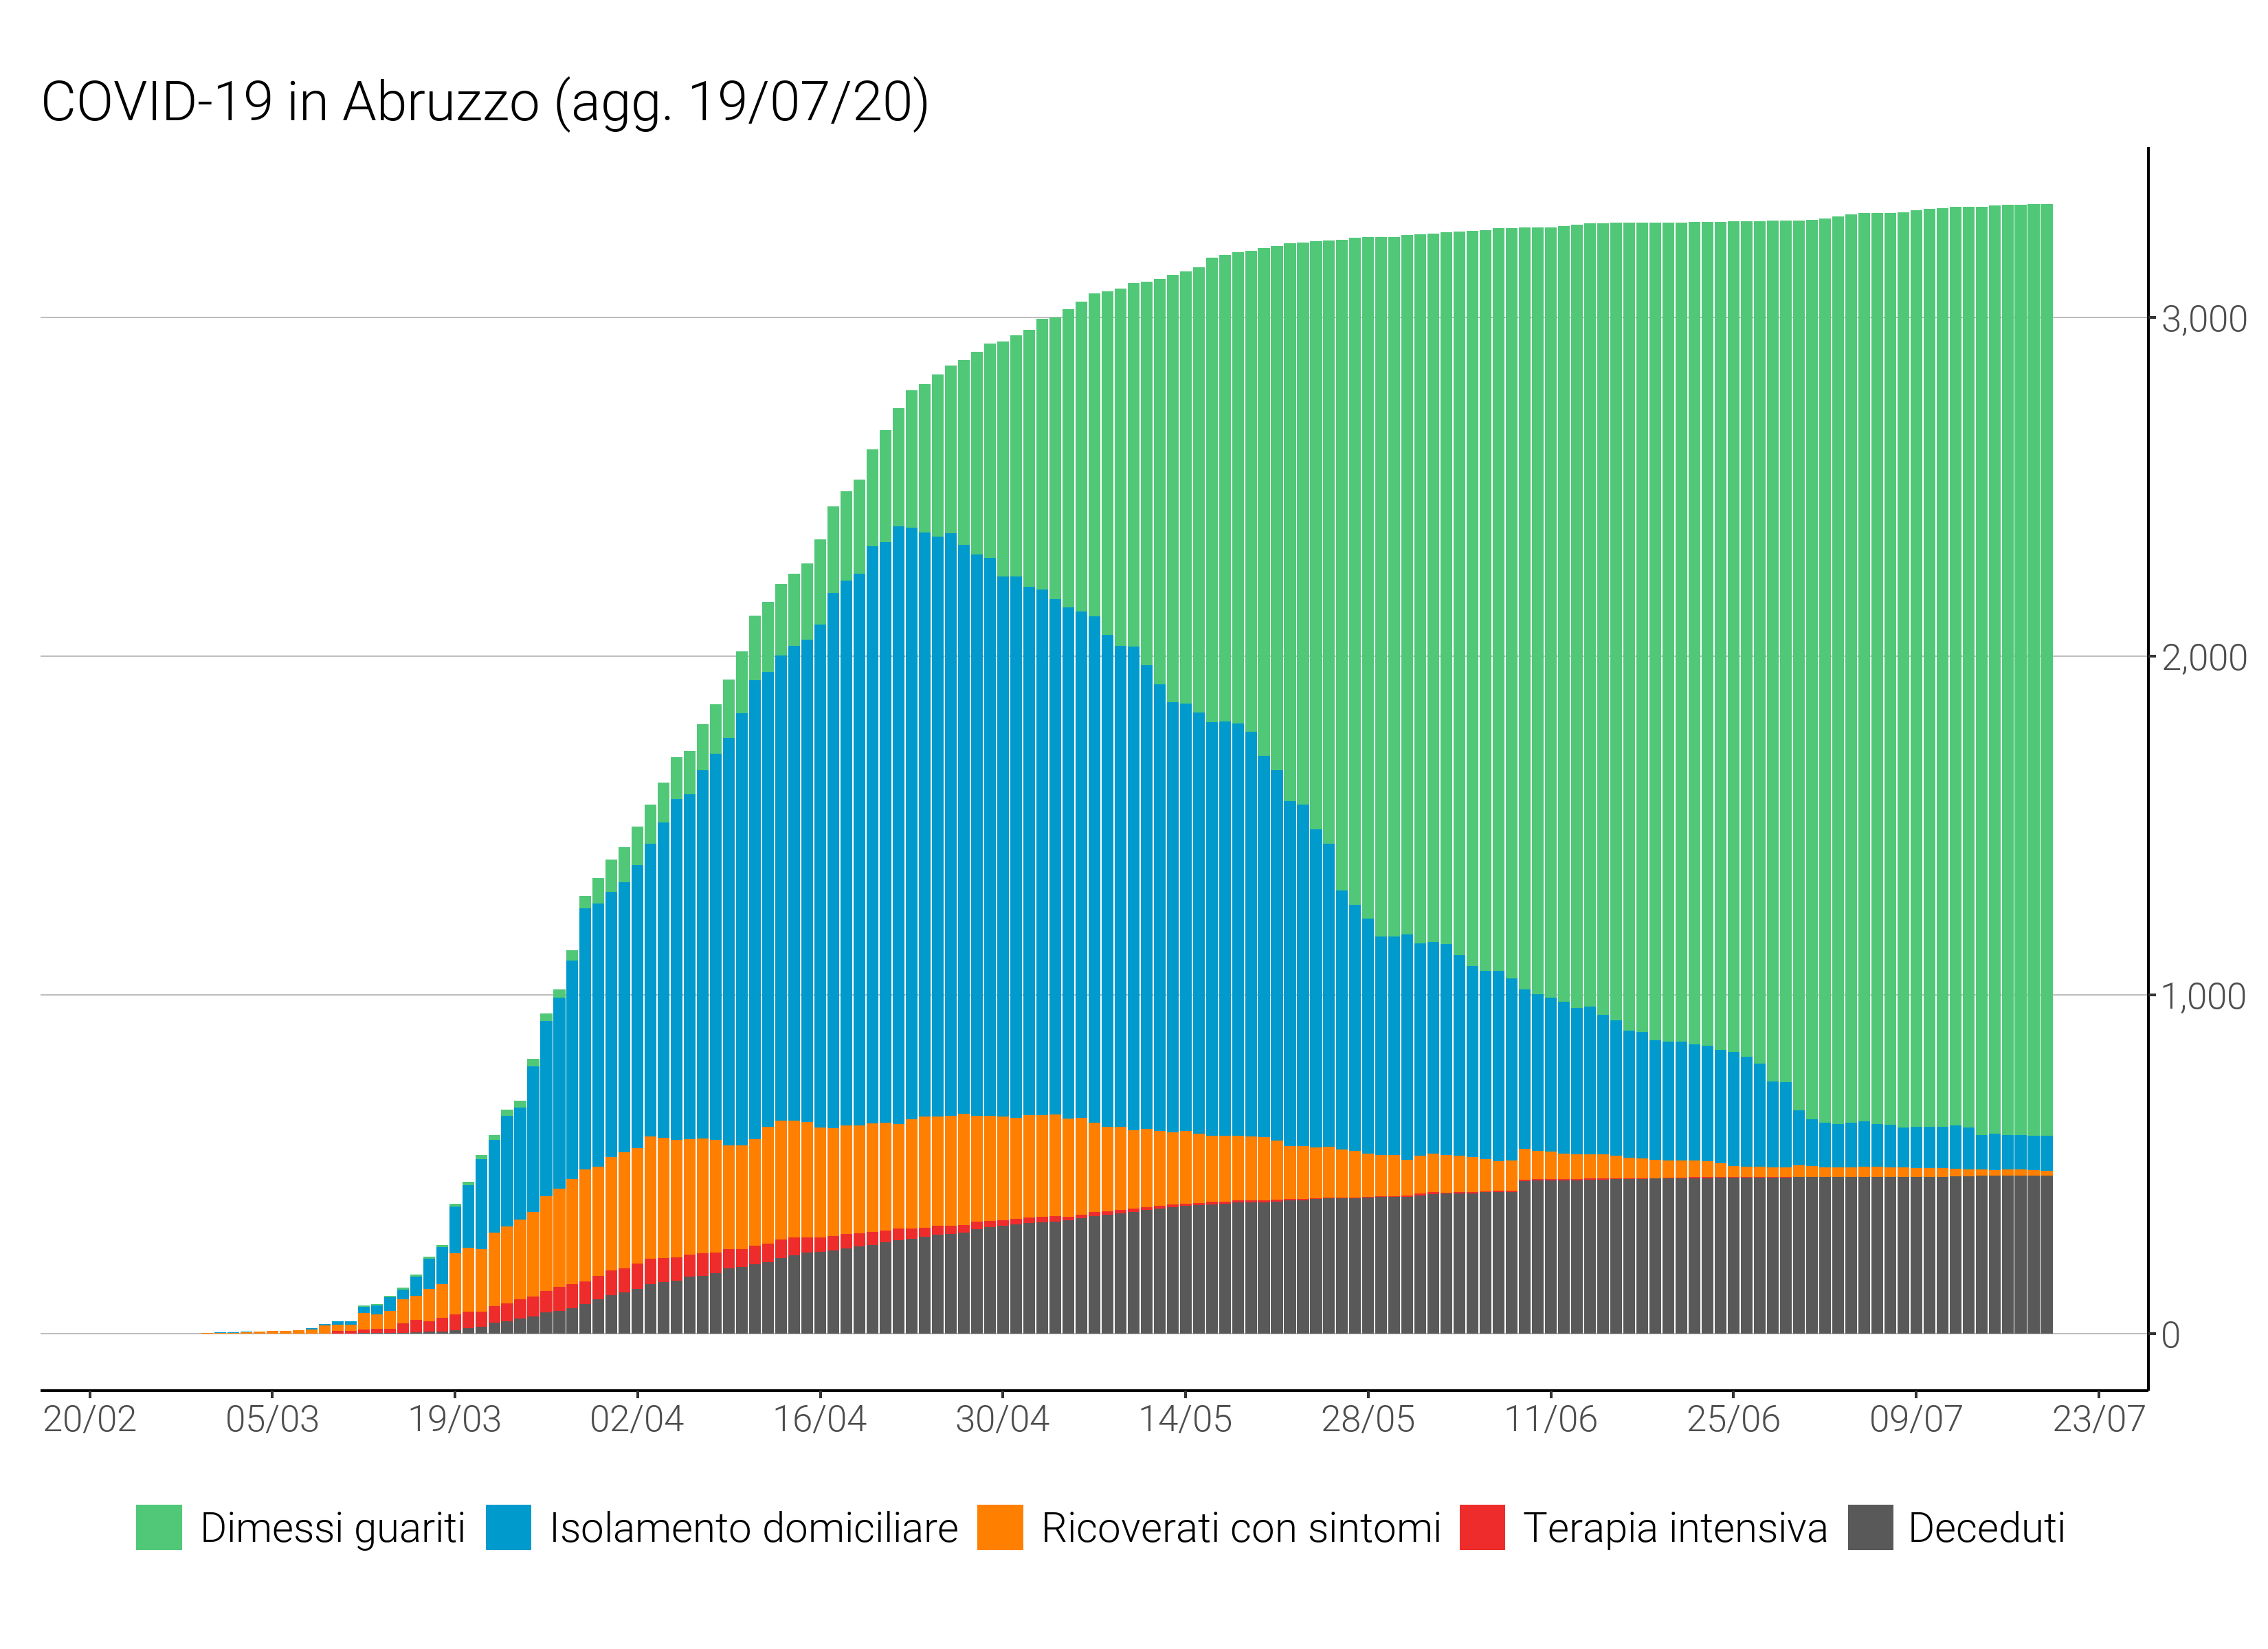 COVID-19 in Abruzzo (agg. 19/07/20)
3,000
2,000
1,000
0
20/02 05/03 19/03 02/04 16/04 30/04 14/05 28/05 11/06 25/06 09/07 23/07
Dimessi guariti Isolamento domiciliare Ricoverati con sintomi Terapia intensiva Deceduti